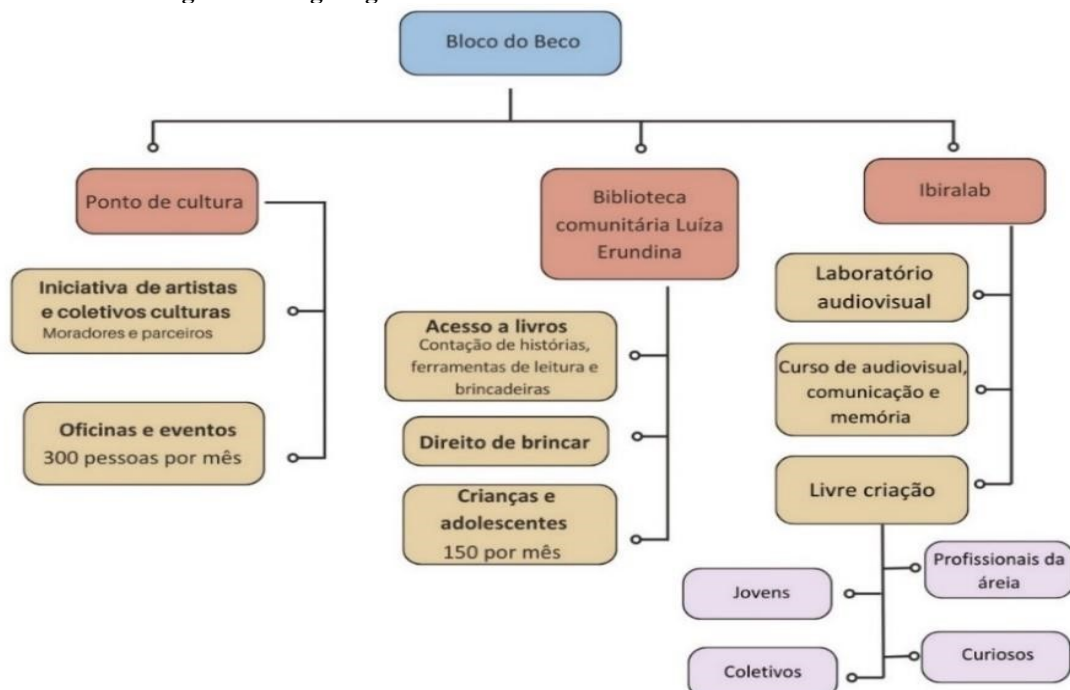 Bloco do Beco
Ponto de cultura
Iniciativa de artistas
e coletivos culturas
Moradores e parceiros
Oficinas e eventos
300 pessoas por mês
Biblioteca
comunitária Luíza
Erundina
Acesso a livros
Contação de histórias,
ferramentas de leitura e
brincadeiras
Direito de brincar
Crianças e
adolescentes
150 por mês
Ibiralab
Laboratório
audiovisual
Curso de audiovisual,
comunicação e
memória
Livre criação
Jovens
Profissionais da
áreia
Coletivos
Curiosos